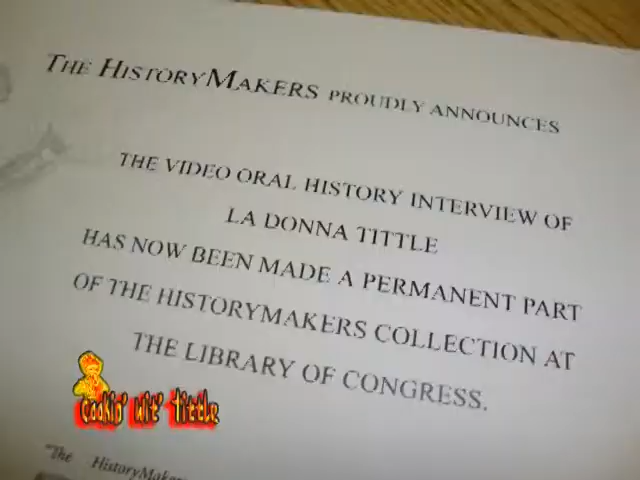 THE HISTORYMAKERS PROUDLY ANNOUNCES
THE VIDEO ORAL HISTORY INTERVIEW OF
LA DONNA TITTLE
HAS NOW BEEN MADE A PERMANENT PART
OF THE HISTORYMAKERS COLLECTION AT
THE LIBRARY OF CONGRESS.
Cookin' wit' tittle
"The